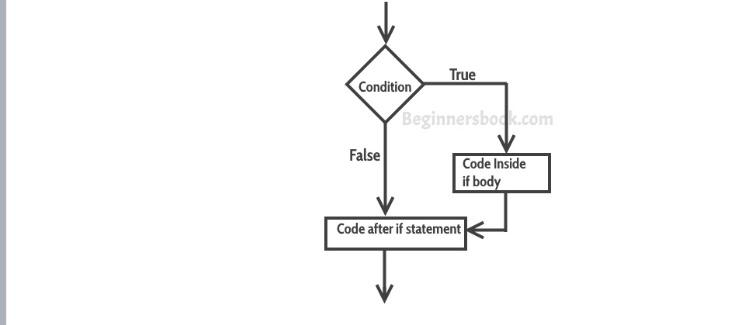 True
Condition
Beginnersbook.com
False
Code Inside
if body
Code after if statement